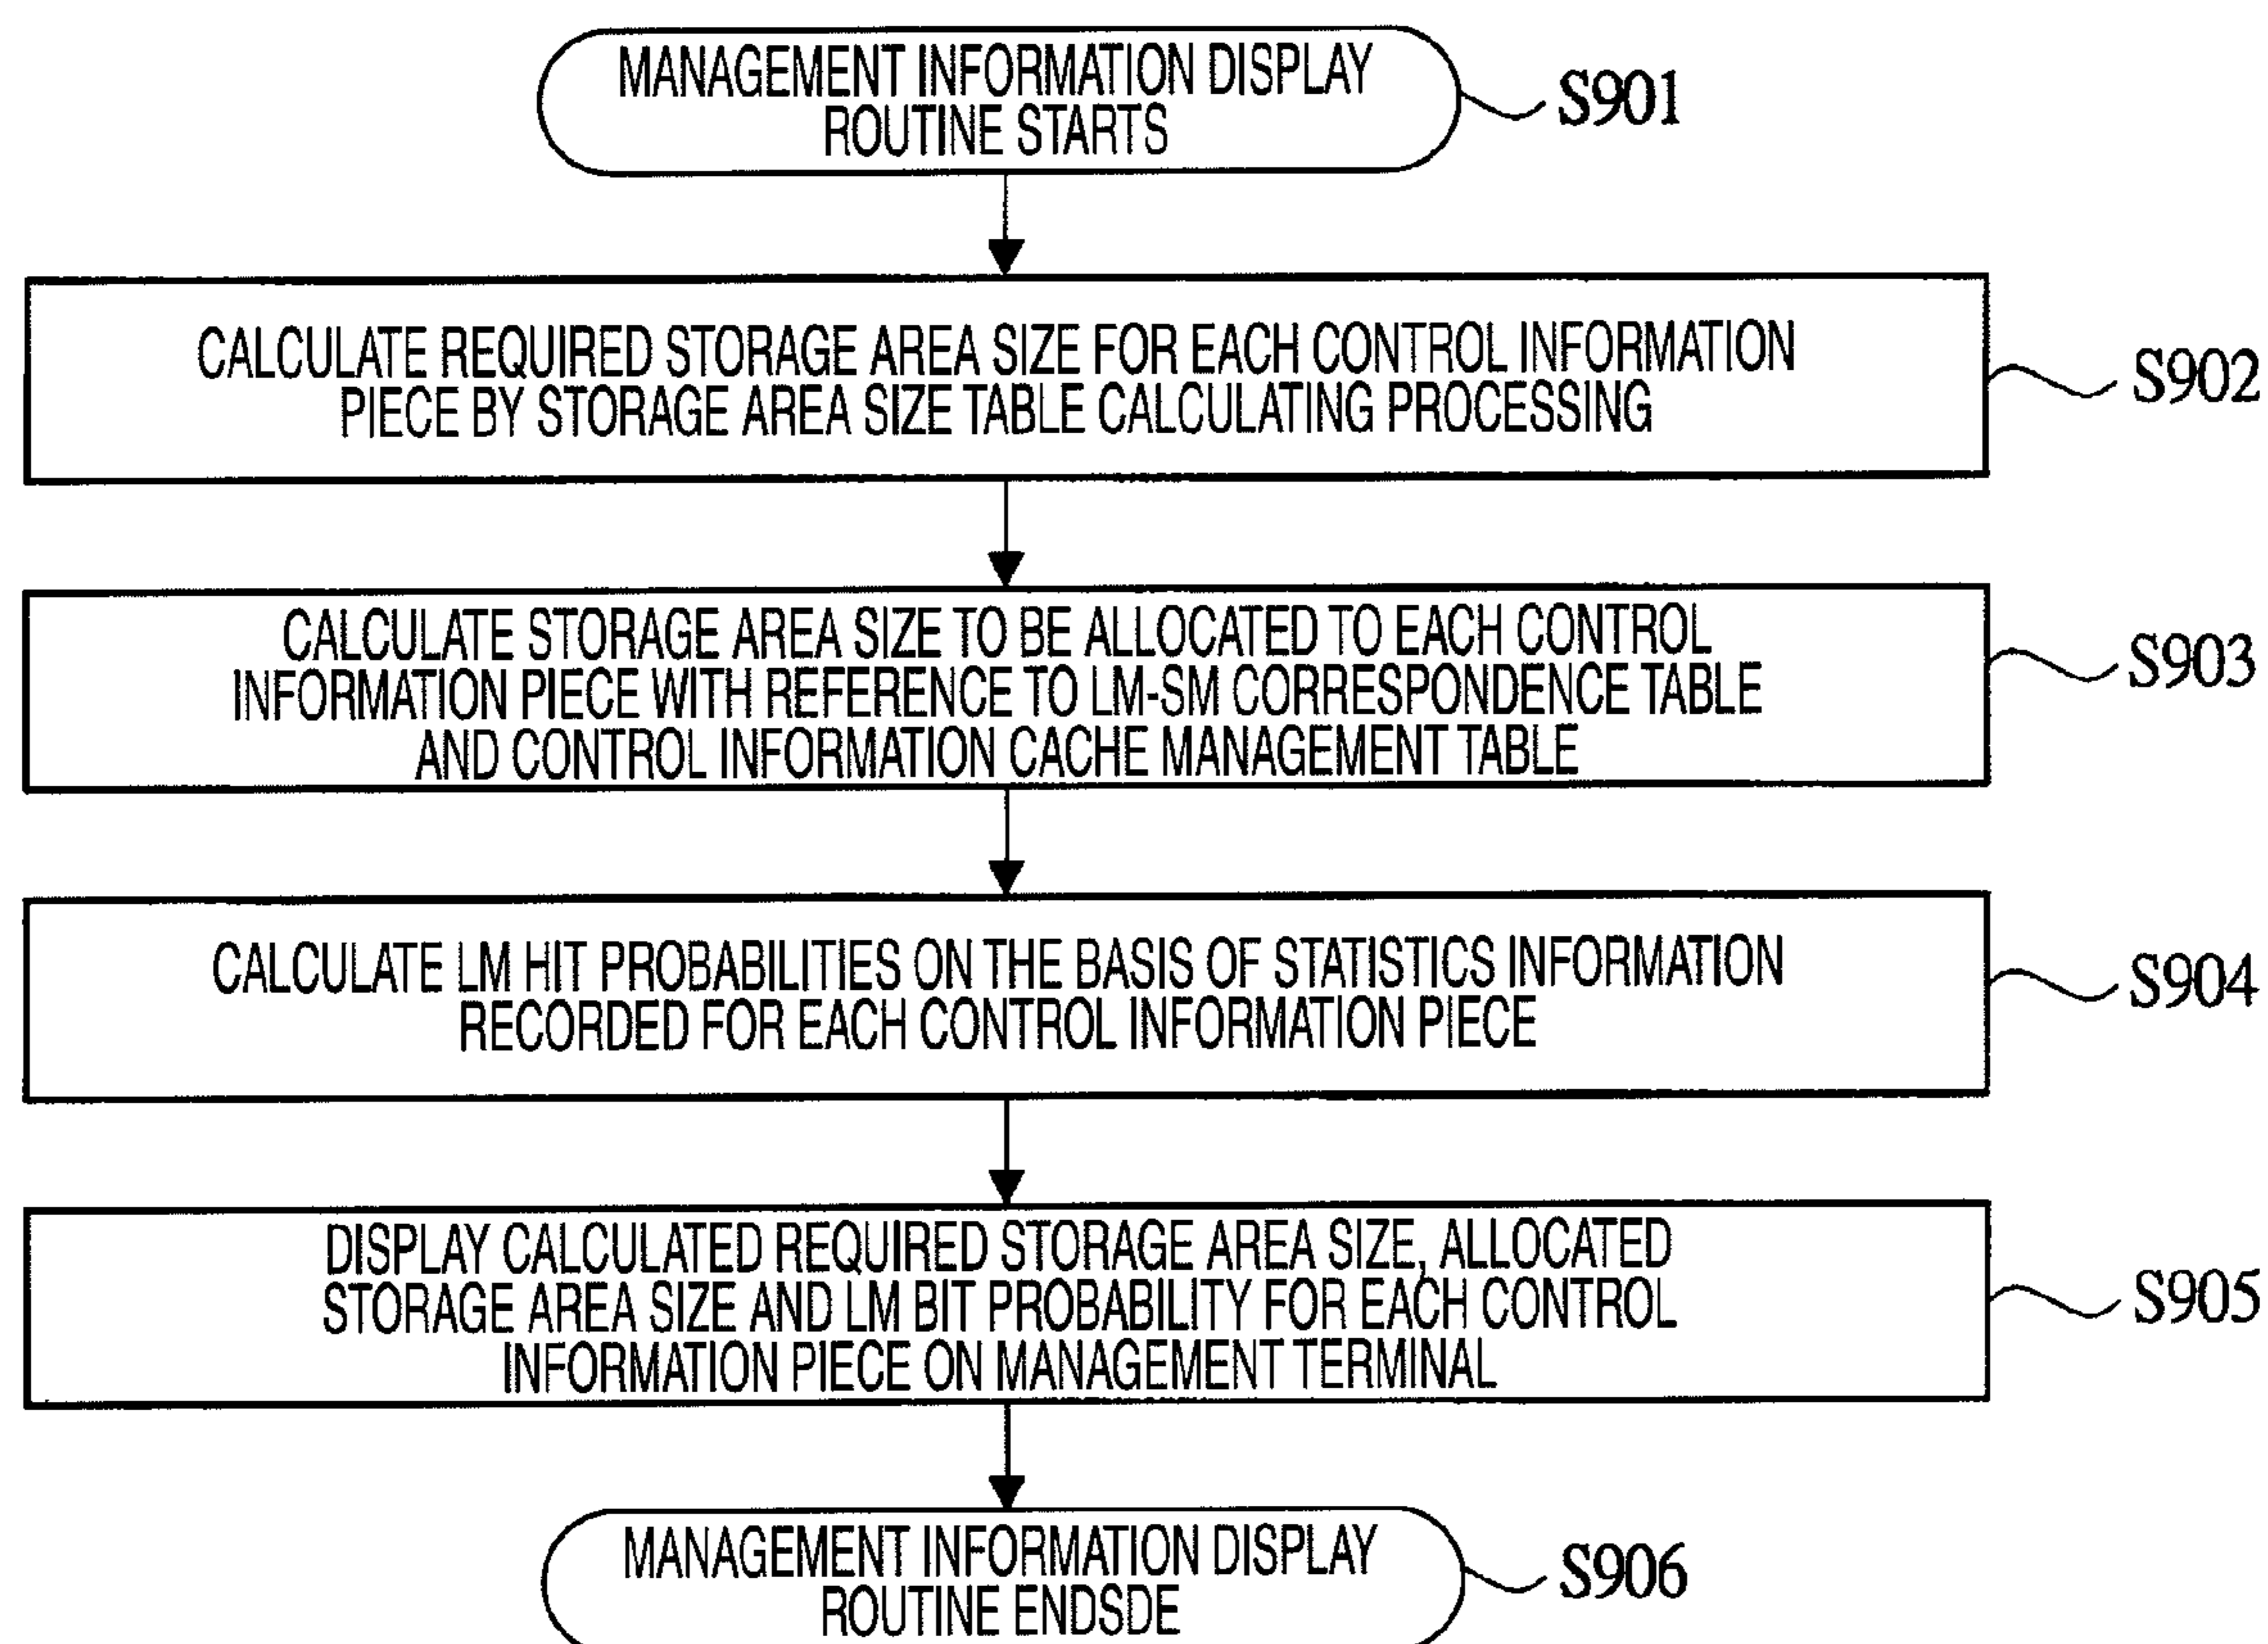 MANAGEMENT INFORMATION DISPLAY
ROUTINE STARTS
S901
CALCULATE REQUIRED STORAGE AREA SIZE FOR EACH CONTROL INFORMATION
PIECE BY STORAGE AREA SIZE TABLE CALCULATING PROCESSING
S902
CALCULATE STORAGE AREA SIZE TO BE ALLOCATED TO EACH CONTROL
INFORMATION PIECE WITH REFERENCE TO LM-SM CORRESPONDENCE TABLE
AND CONTROL INFORMATION CACHE MANAGEMENT TABLE
S903
CALCULATE LM HIT PROBABILITIES ON THE BASIS OF STATISTICS INFORMATION
RECORDED FOR EACH CONTROL INFORMATION PIECE
S904
DISPLAY CALCULATED REQUIRED STORAGE AREA SIZE, ALLOCATED
STORAGE AREA SIZE AND LM BIT PROBABILITY FOR EACH CONTROL
INFORMATION PIECE ON MANAGEMENT TERMINAL
S905
MANAGEMENT INFORMATION DISPLAY
ROUTINE ENDSDE
S906